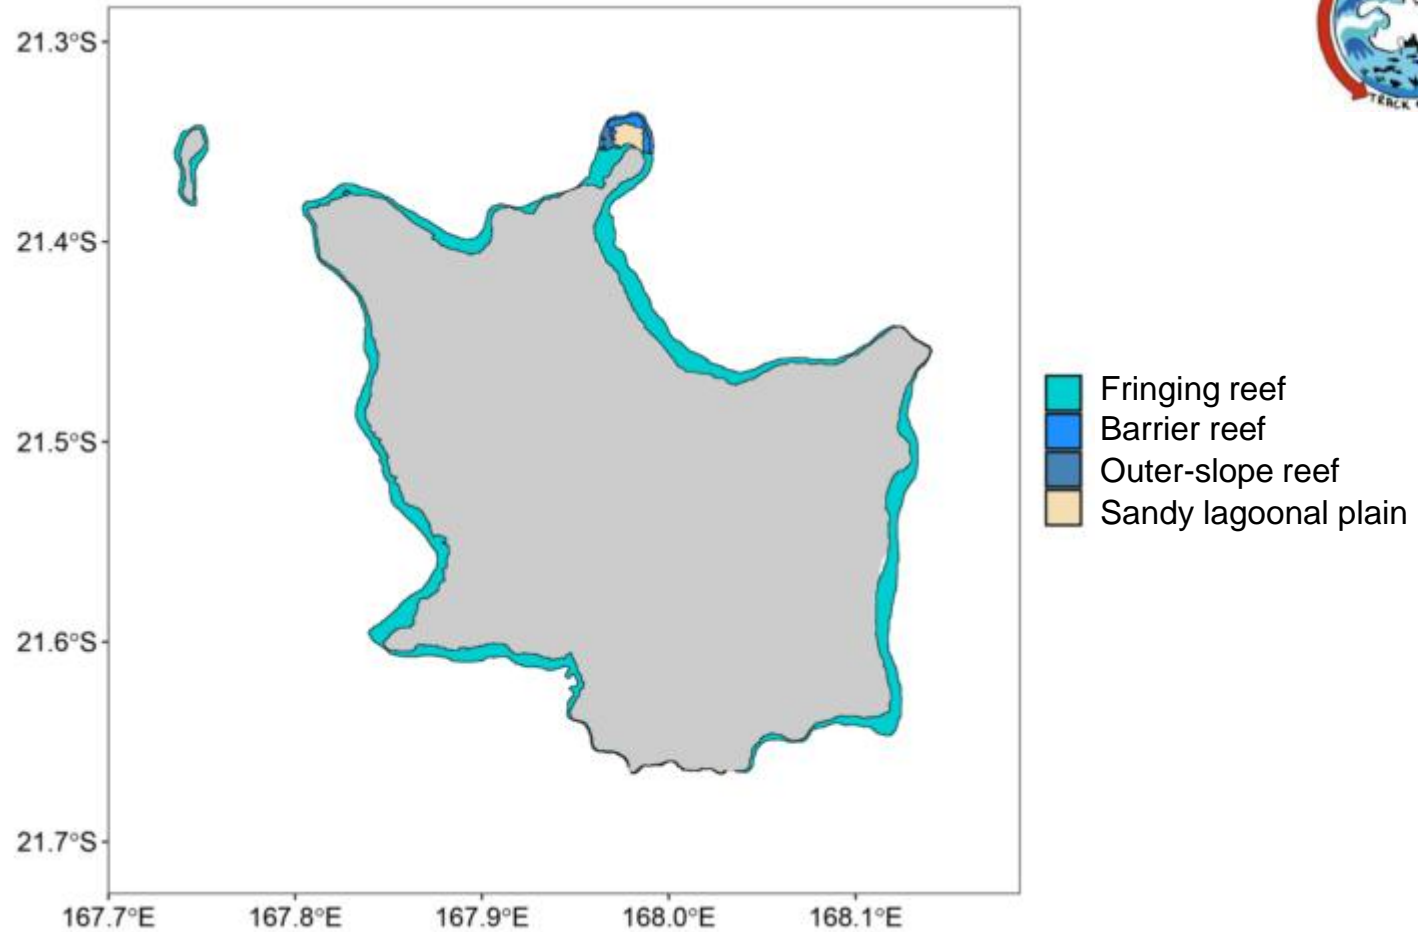 21.3°S
21.4°S
21.5°S
21.6°S
21.7°S
167.7°E 167.8°E 167.9°E 168.0°E 168.1°E
Fringing reef
Barrier reef
Outer-slope reef
Sandy lagoonal plain
TRACK